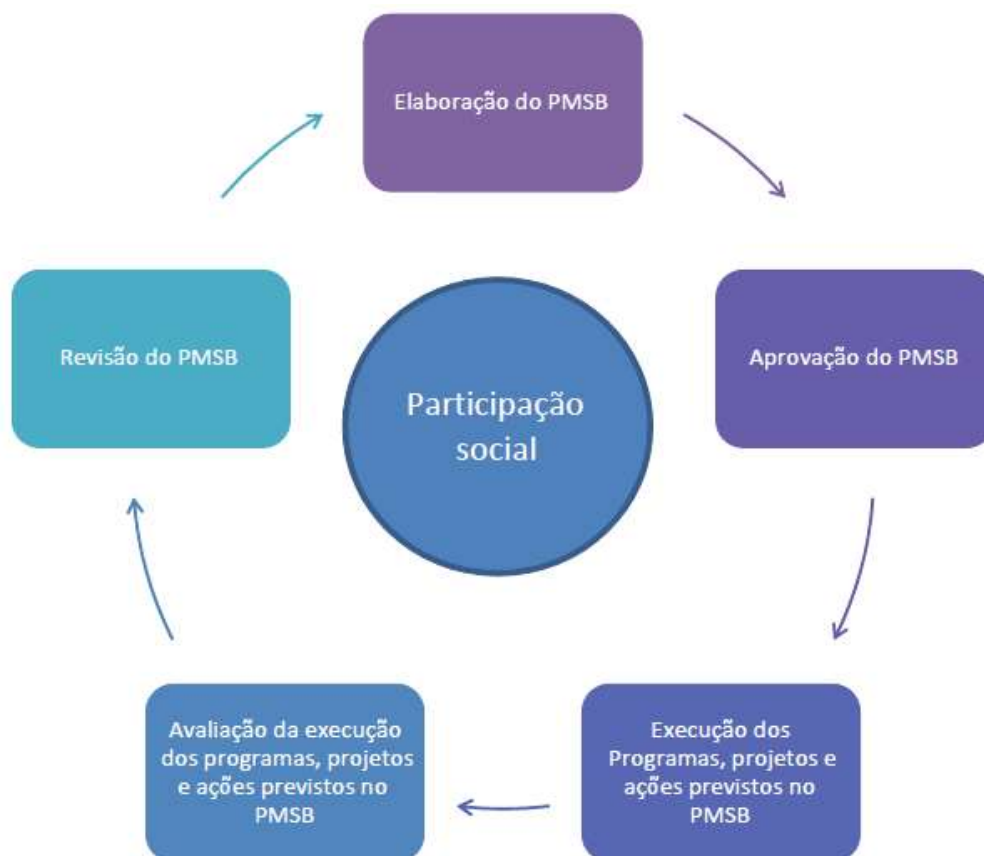 Elaboração do PMSB
Aprovação do PMSB
Execução dos
Programas, projetos e
ações previstos no
PMSB
Avaliação da execução
dos programas, projetos
e ações previstos no
PMSB
Revisão do PMSB
Participação
social